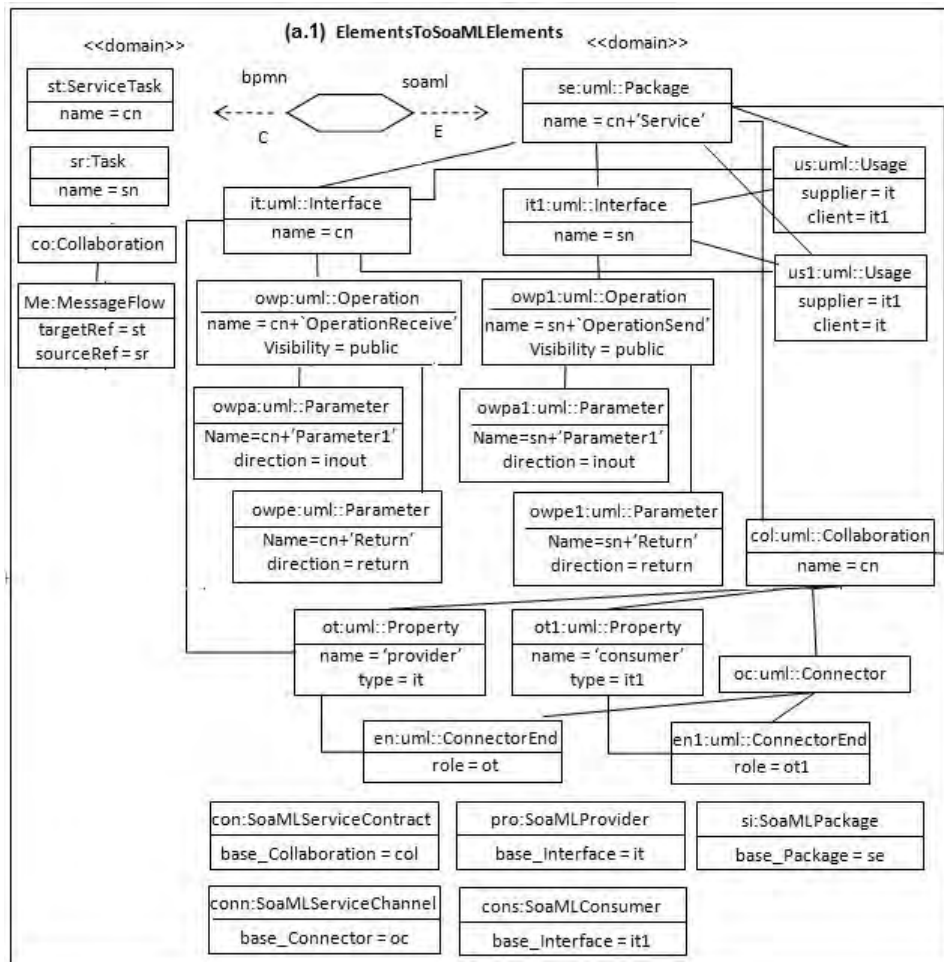 (a.1) ElementsToSoaMLElements
<<domain>>
<<domain>>
st:ServiceTask
name = cn
bpmn
soaml
C
E
se:uml::Package
name = cn+'Service'
sr:Task
name = sn
us:uml::Usage
supplier = it
client = it1
it:uml::Interface
name = cn
it1:uml::Interface
name = sn
co:Collaboration
us1:uml::Usage
supplier = it1
client = it
Me:MessageFlow
targetRef = st
sourceRef = sr
owp:uml::Operation
name = cn+`OperationReceive'
Visibility = public
owp1:uml::Operation
name = sn+`OperationSend'
Visibility = public
owpa:uml::Parameter
Name=cn+'Parameter1'
direction = inout
owpa1:uml::Parameter
Name=sn+'Parameter1'
direction = inout
owpe:uml::Parameter
Name=cn+'Return'
direction = return
owpe1:uml::Parameter
Name=sn+'Return'
direction = return
col:uml::Collaboration
name = cn
ot:uml::Property
name = 'provider'
type = it
ot1:uml::Property
name = 'consumer'
type = it1
oc:uml::Connector
en:uml::ConnectorEnd
role = ot
en1:uml::ConnectorEnd
role = ot1
con:SoaMLServiceContract
base_Collaboration = col
pro:SoaMLProvider
base_Interface = it
si:SoaMLPackage
base_Package = se
conn:SoaMLServiceChannel
base_Connector = oc
cons:SoaMLConsumer
base_Interface = it1